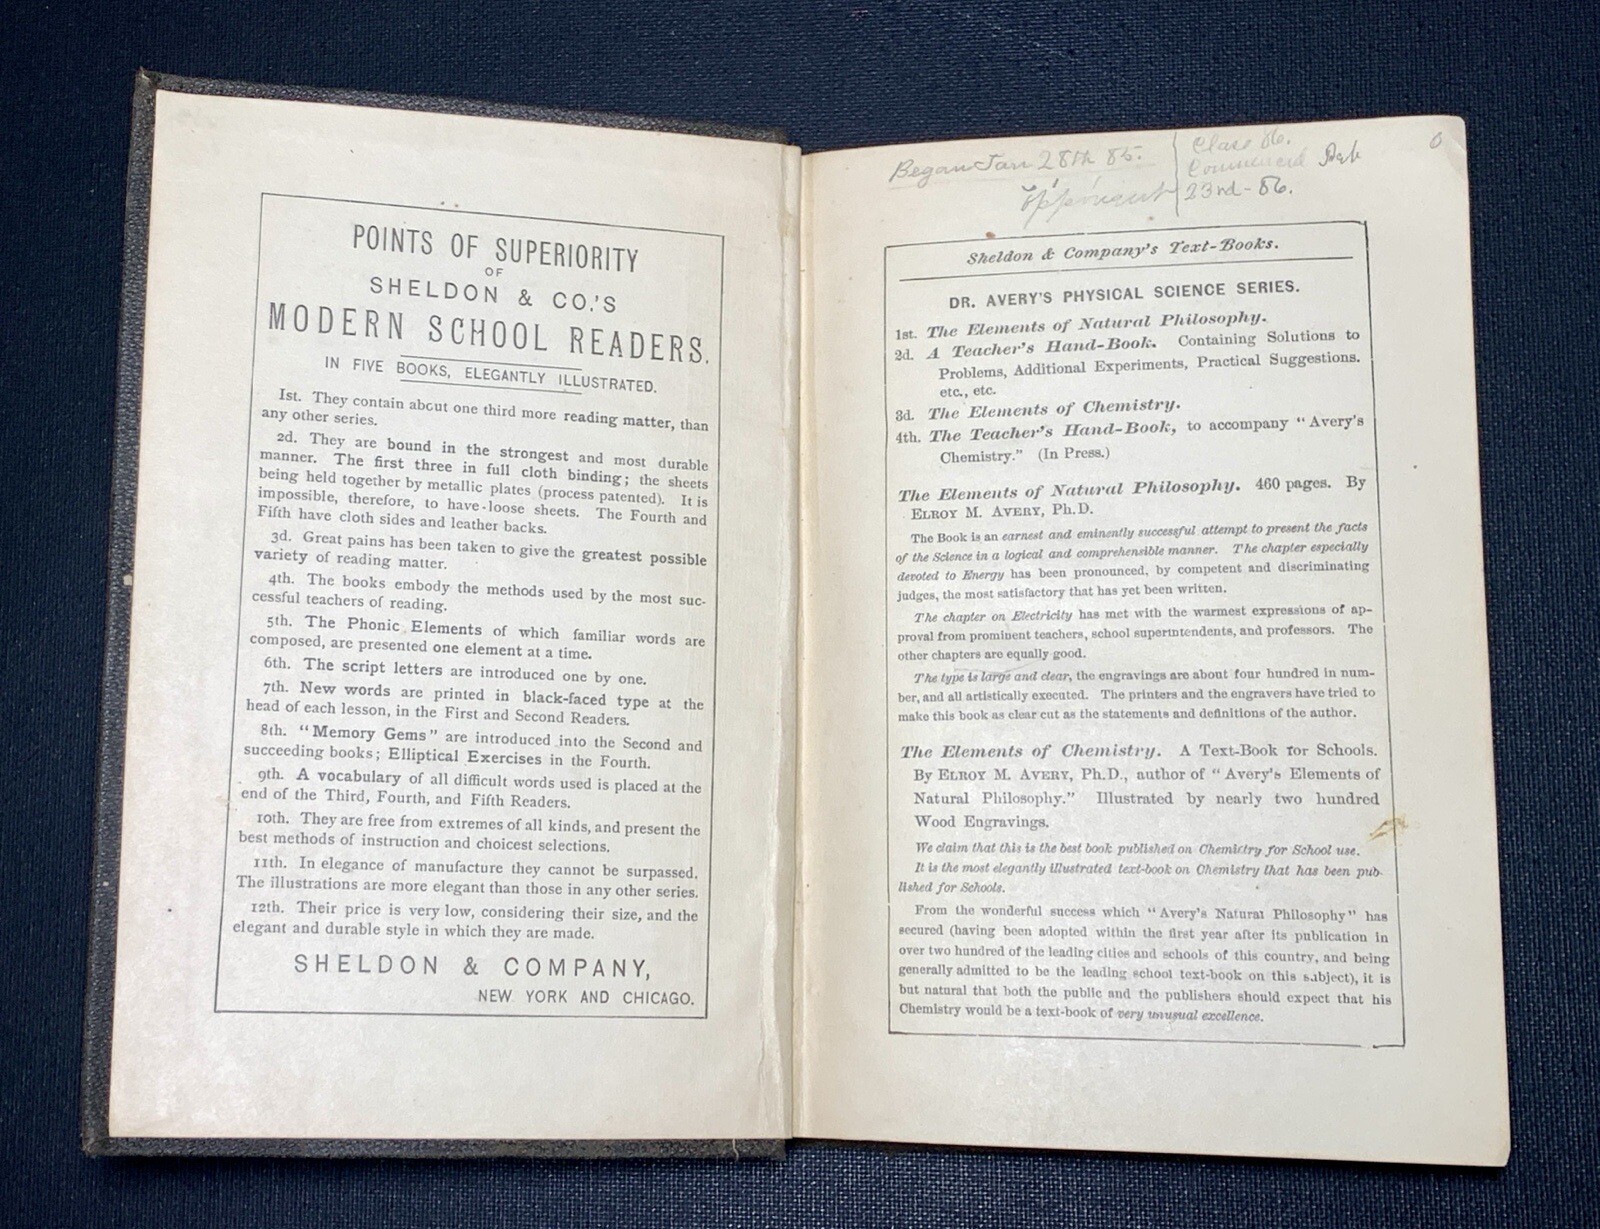 POINTS OF SUPERIORITY
OF
SHELDON & CO.'S
MODERN SCHOOL READERS.
IN FIVE BOOKS, ELEGANTLY ILLUSTRATED.
1st. They contain about one third more reading matter, than
any other series.
2d. They are bound in the strongest and most durable
manner. The first three in full cloth binding; the sheets
being held together by metallic plates (process patented). It is
impossible, therefore, to have loose sheets. The Fourth and
Fifth have cloth sides and leather backs.
3d. Great pains has been taken to give the greatest possible
variety of reading matter.
4th. The books embody the methods used by the most suc-
cessful teachers of reading.
5th. The Phonic Elements of which familiar words are
composed, are presented one element at a time.
6th. The script letters are introduced one by one.
7th. New words are printed in black-faced type at the
head of each lesson, in the First and Second Readers.
8th. "Memory Gems" are introduced into the Second and
succeeding books; Elliptical Exercises in the Fourth.
9th. A vocabulary of all difficult words used is placed at the
end of the Third, Fourth, and Fifth Readers.
10th. They are free from extremes of all kinds, and present the
best methods of instruction and choicest selections.
11th. In elegance of manufacture they cannot be surpassed.
The illustrations are more elegant than those in any other series.
12th. Their price is very low, considering their size, and the
elegant and durable style in which they are made.
SHELDON & COMPANY,
NEW YORK AND CHICAGO.
Began Jan 28th 85.
Class 86.
23rd - 86.
Sheldon & Company's Text-Books.
DR. AVERY'S PHYSICAL SCIENCE SERIES.
1st. The Elements of Natural Philosophy.
2d. A Teacher's Hand-Book. Containing Solutions to
Problems, Additional Experiments, Practical Suggestions.
etc., etc.
3d. The Elements of Chemistry.
4th. The Teacher's Hand-Book, to accompany "Avery's
Chemistry." (In Press.)
The Elements of Natural Philosophy. 460 pages. By
ELROY M. AVERY, Ph.D.
The Book is an earnest and eminently successful attempt to present the facts
of the Science in a logical and comprehensible manner. The chapter especially
devoted to Energy has been pronounced, by competent and discriminating
judges, the most satisfactory that has yet been written.
The chapter on Electricity has met with the warmest expressions of ap-
proval from prominent teachers, school superintendents, and professors. The
other chapters are equally good.
The type is large and clear, the engravings are about four hundred in num-
ber, and all artistically executed. The printers and the engravers have tried to
make this book as clear cut as the statements and definitions of the author.
The Elements of Chemistry. A Text-Book for Schools.
By ELROY M. AVERY, Ph.D., author of "Avery's Elements of
Natural Philosophy." Illustrated by nearly two hundred
Wood Engravings.
We claim that this is the best book published on Chemistry for School use.
It is the most elegantly illustrated text-book on Chemistry that has been pub-
lished for Schools.
From the wonderful success which "Avery's Natural Philosophy" has
secured (having been adopted within the first year after its publication in
over two hundred of the leading cities and schools of this country, and being
generally admitted to be the leading school text-book on this subject), it is
but natural that both the public and the publishers should expect that his
Chemistry would be a text-book of very unusual excellence.